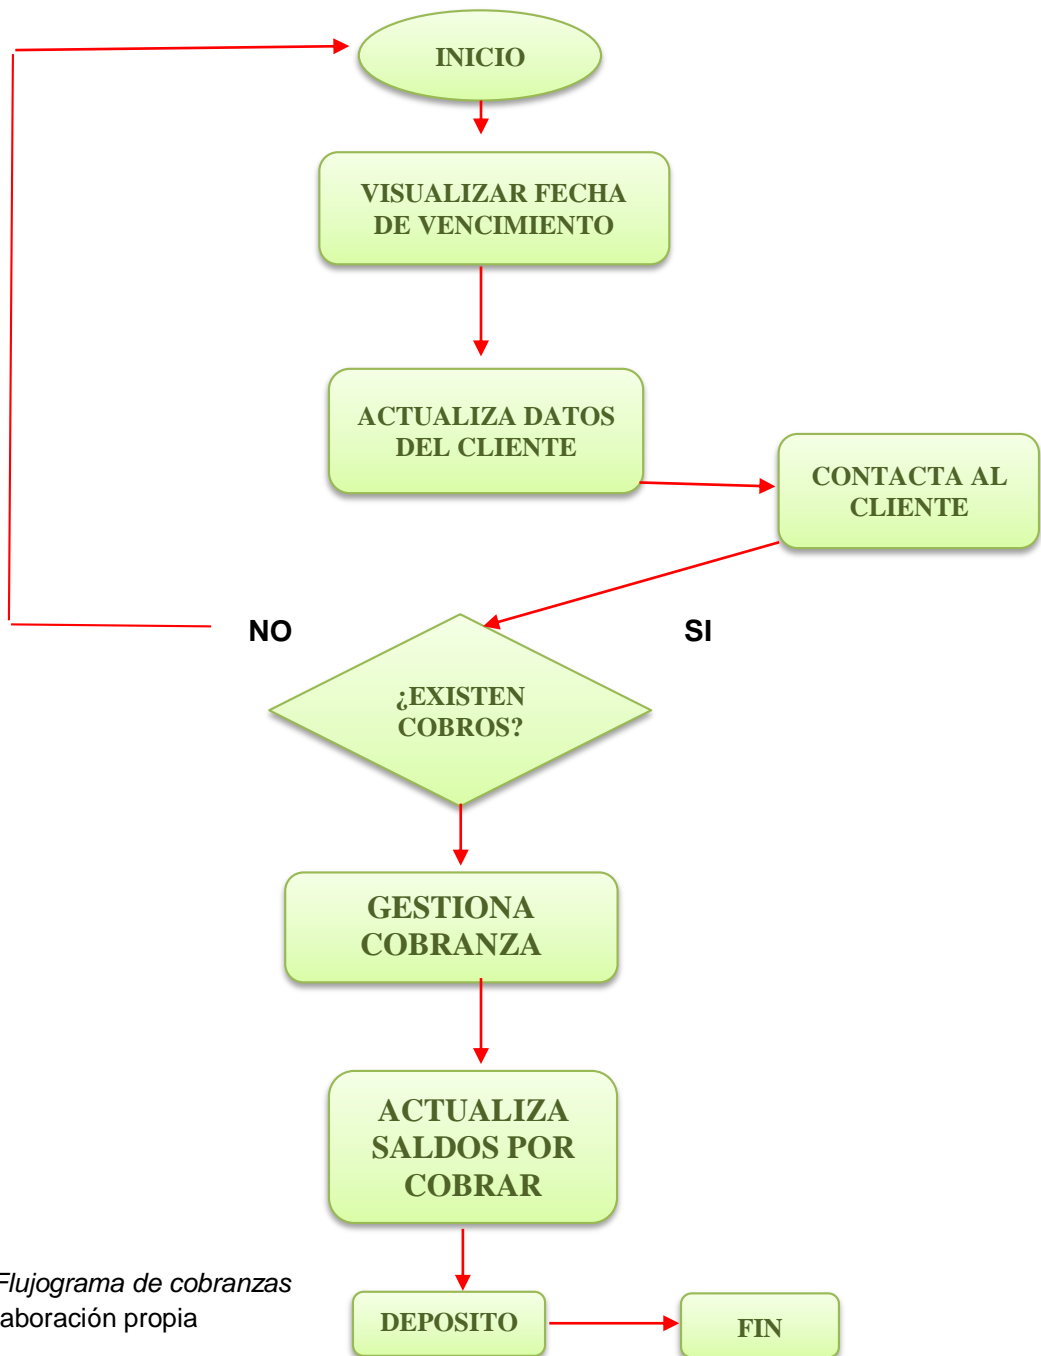 INICIO
VISUALIZAR FECHA
DE VENCIMIENTO
ACTUALIZA DATOS
DEL CLIENTE
CONTACTA AL
CLIENTE
NO
SI
¿EXISTEN
COBROS?
GESTIONA
COBRANZA
ACTUALIZA
SALDOS POR
COBRAR
Flujograma de cobranzas
aboración propia
DEPOSITO
FIN